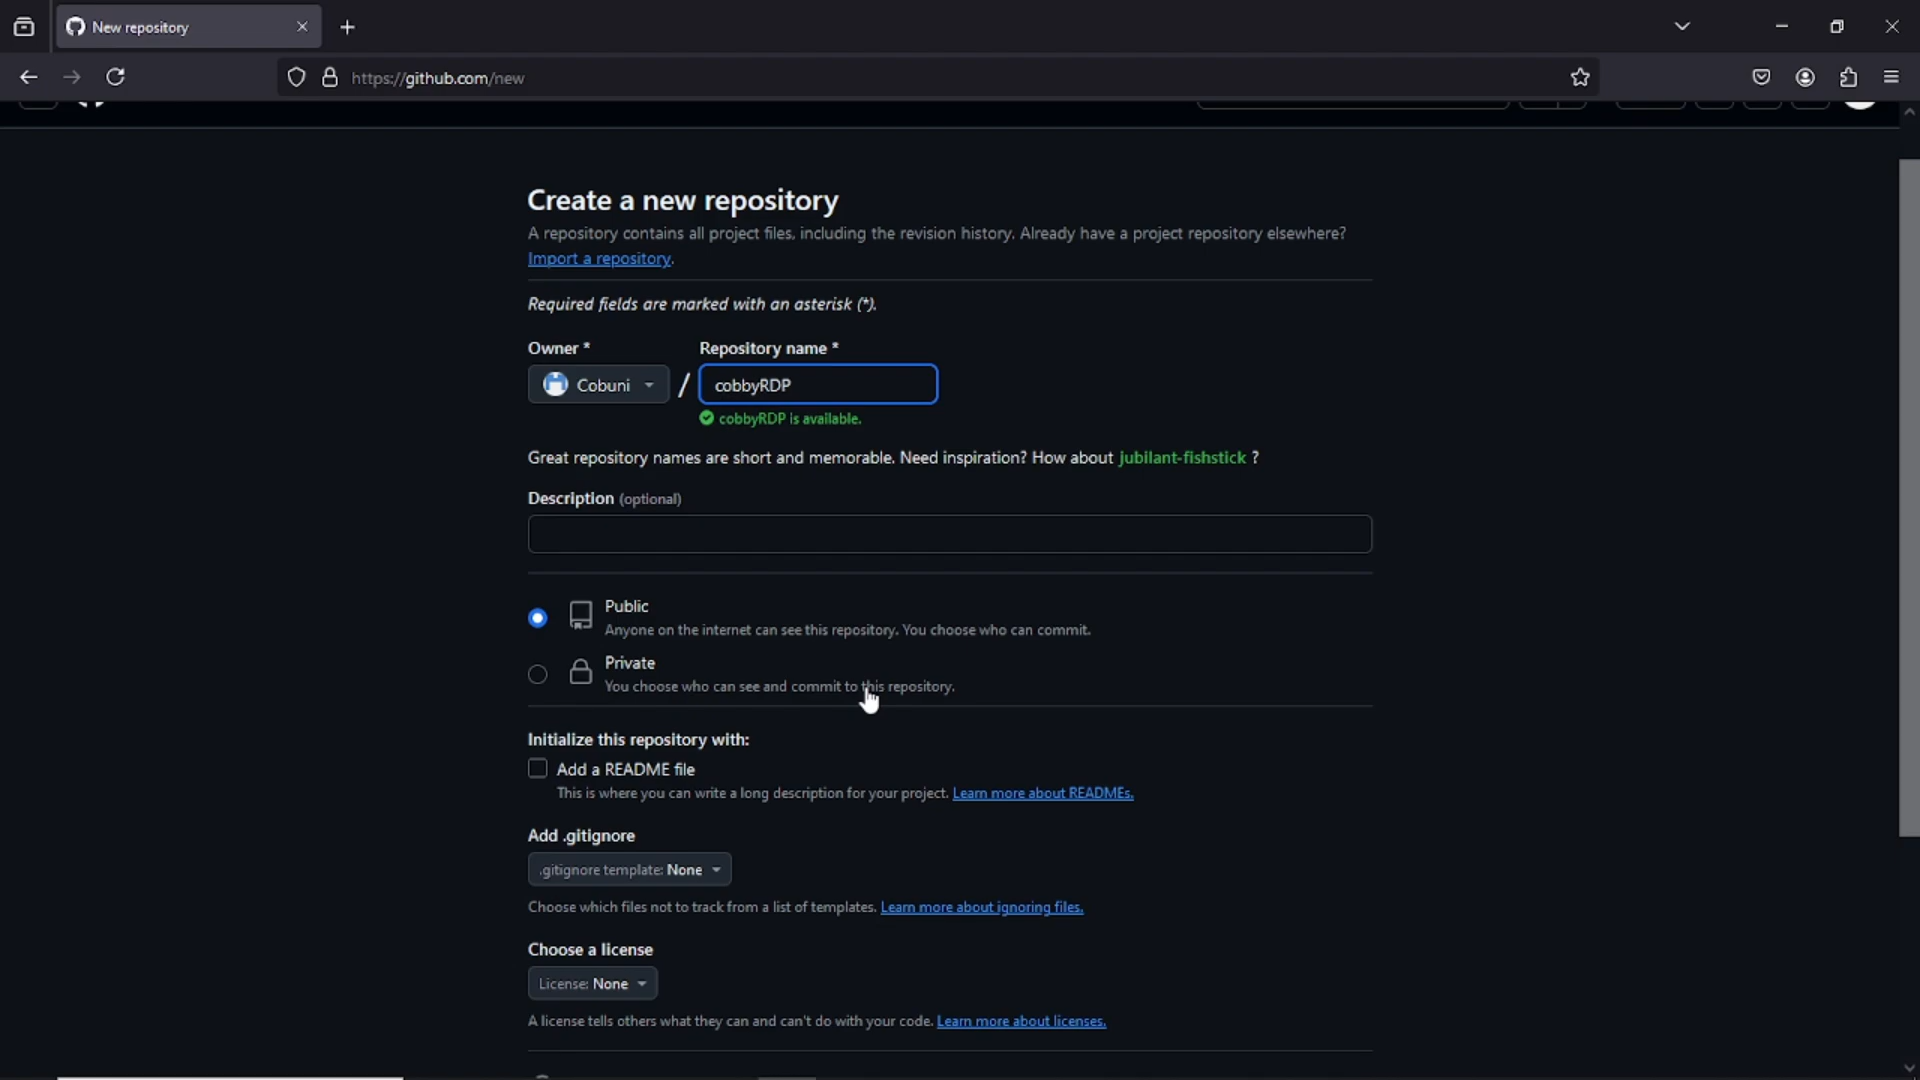 New repository
https://github.com/new
Create a new repository
A repository contains all project files, including the revision history. Already have a project repository elsewhere?
Import a repository.
Required fields are marked with an asterisk (*).
Owner * Repository name *
Cobuni / cobbyRDP
cobbyRDP is available.
Great repository names are short and memorable. Need inspiration? How about jubilant-fishstick ?
Description (optional)
Public
Anyone on the internet can see this repository. You choose who can commit.
Private
You choose who can see and commit to this repository.
Initialize this repository with:
Add a README file
This is where you can write a long description for your project. Learn more about READMEs.
Add .gitignore
.gitignore template: None
Choose which files not to track from a list of templates. Learn more about ignoring files.
Choose a license
License: None
A license tells others what they can and can't do with your code. Learn more about licenses.